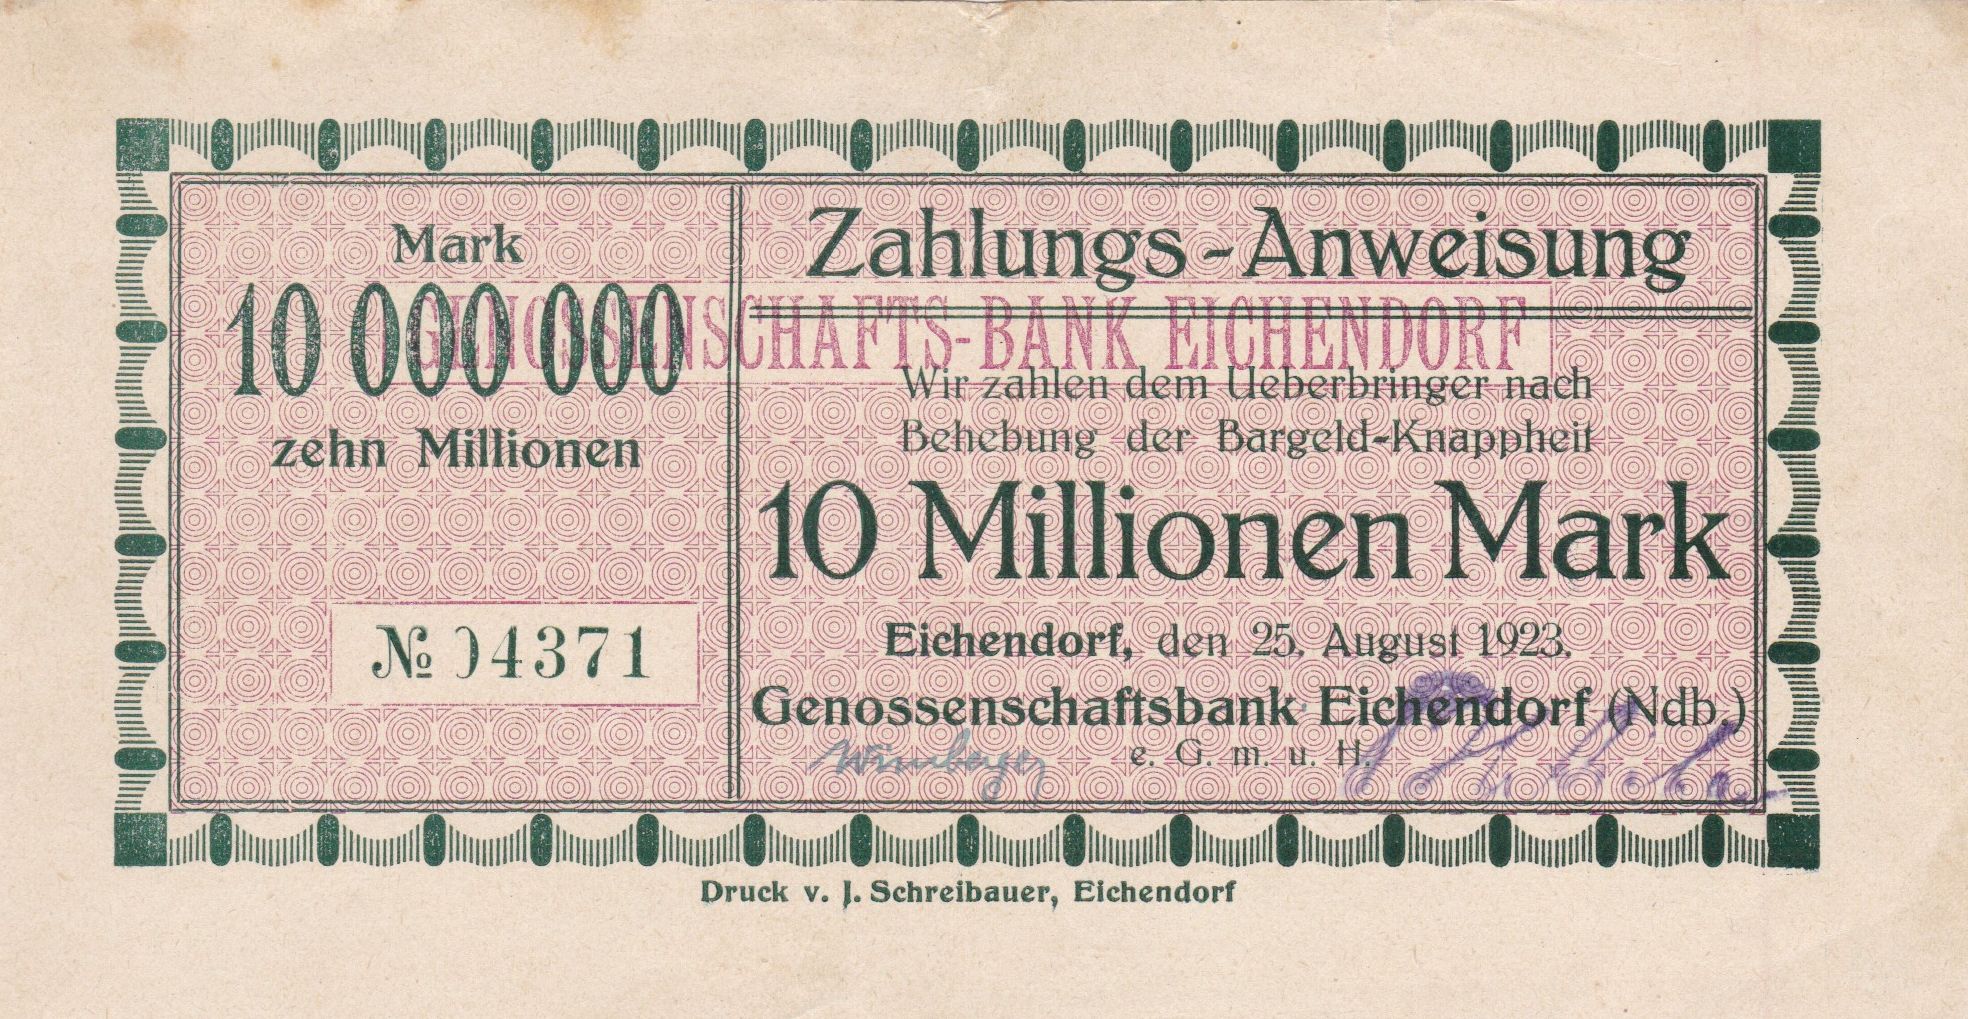 Mark
10 000 000
zehn Millionen
№ 04371
Zahlungs-Anweisung
GENOSSENSCHAFTS-BANK EICHENDORF
Wir zahlen dem Ueberbringer nach
Behebung der Bargeld-Knappheit
10 Millionen Mark
Eichendorf, den 25. August 1923.
Genossenschaftsbank Eichendorf (Ndb.)
e. G. m. u. H.
Wimberger
Druck v. J. Schreibauer, Eichendorf